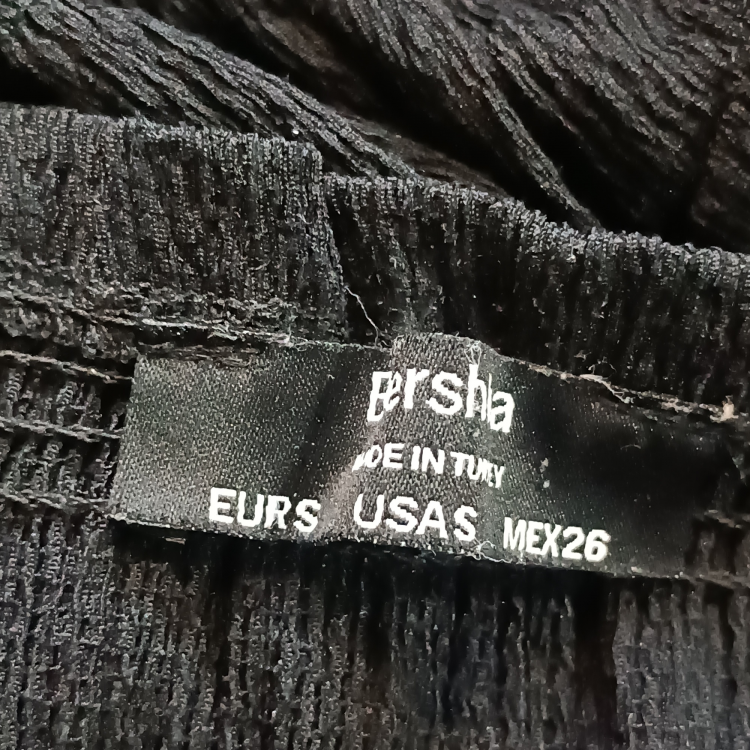 Bershka
MADE IN TURKEY
EUR S USA S MEX 26